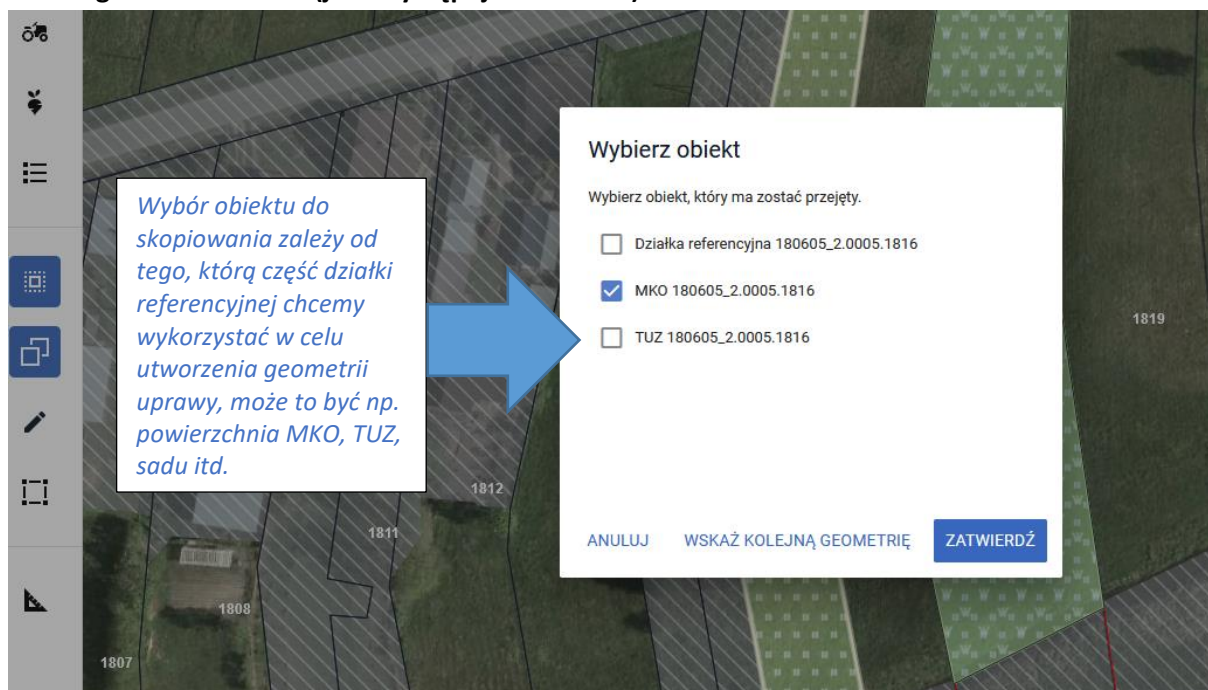 Wybierz obiekt
Wybierz obiekt, który ma zostać przejęty.
Działka referencyjna 180605_2.0005.1816
MKO 180605_2.0005.1816
TUZ 180605_2.0005.1816
ANULUJ WSKAŻ KOLEJNĄ GEOMETRIĘ ZATWIERDŹ
Wybór obiektu do
skopiowania zależy od
tego, którą część działki
referencyjnej chcemy
wykorzystać w celu
utworzenia geometrii
uprawy, może to być np.
powierzchnia MKO, TUZ,
sadu itd.
1819
1812
1811
1808
1807